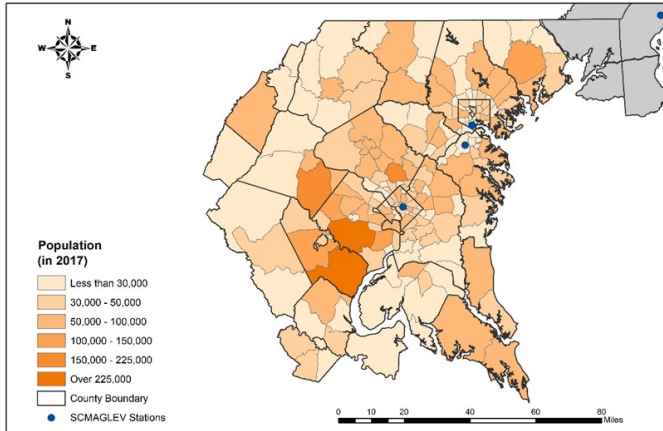 N
W E
S
Population
(in 2017)
Less than 30,000
30,000 - 50,000
50,000 - 100,000
100,000 - 150,000
150,000 - 225,000
Over 225,000
County Boundary
SCMAGLEV Stations
0 20 40 60 80
Miles